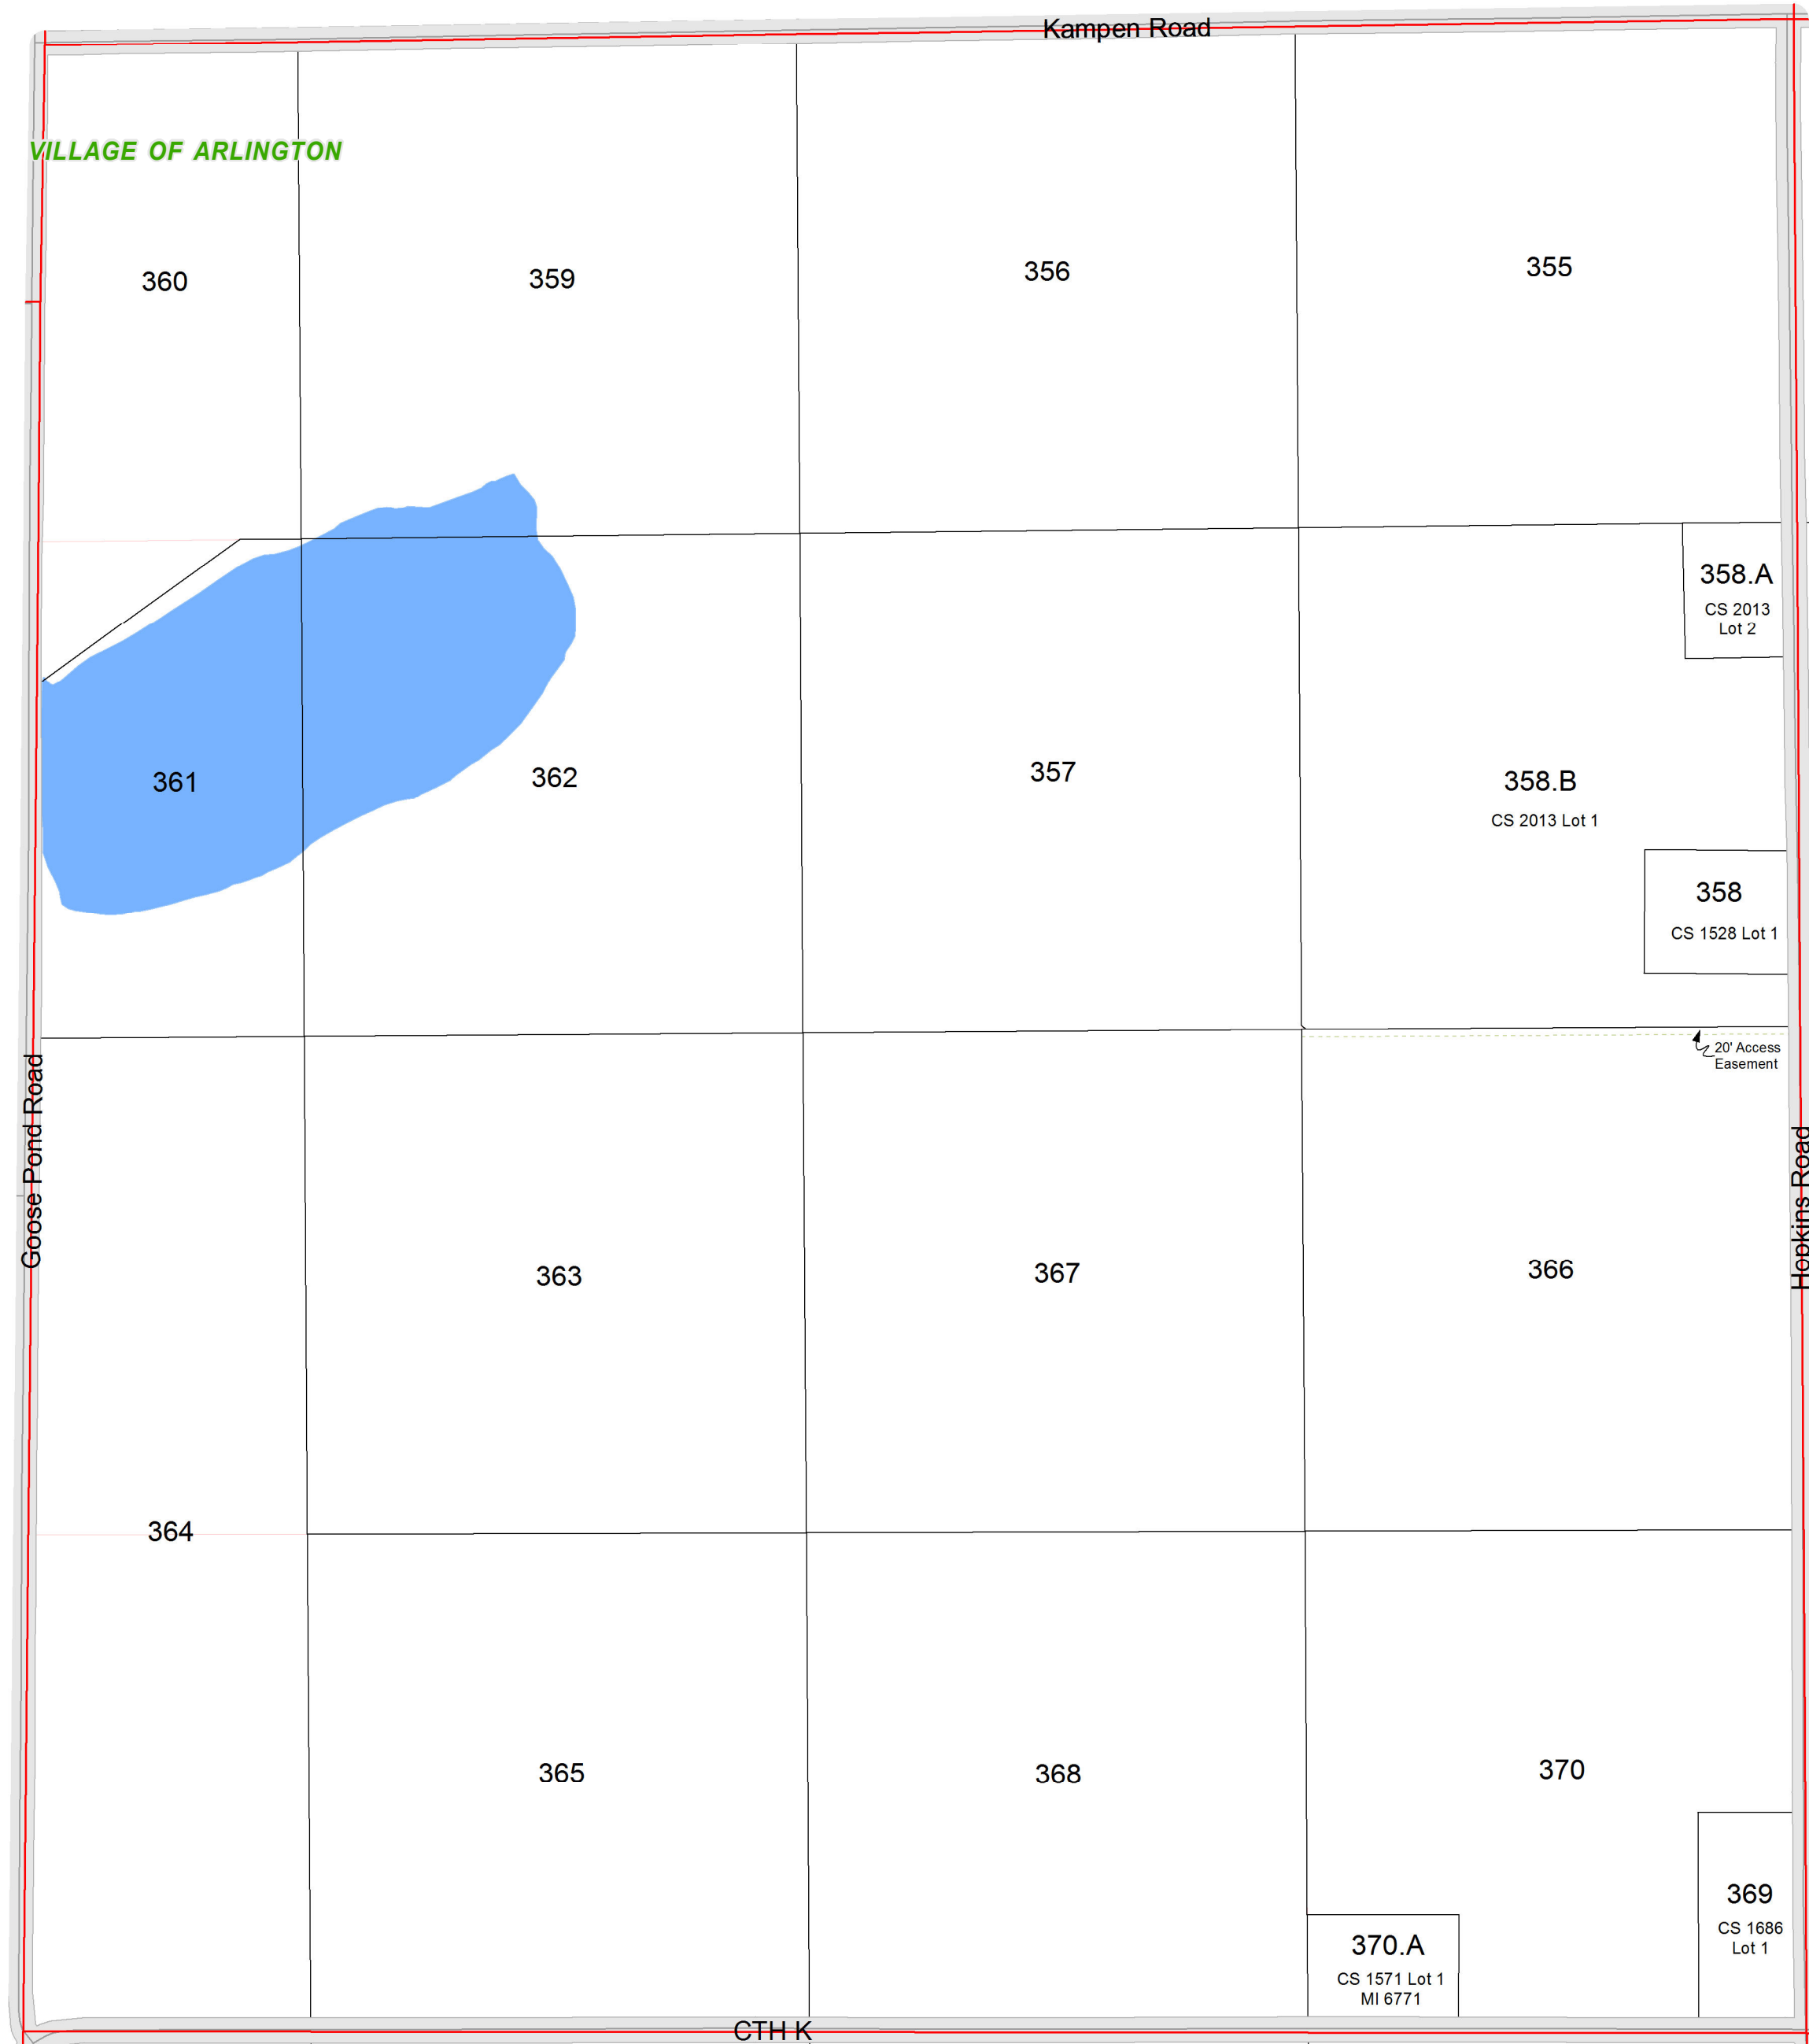 Kampen Road
VILLAGE OF ARLINGTON
360
359
356
355
358.A
CS 2013
Lot 2
361
362
357
358.B
CS 2013 Lot 1
358
CS 1528 Lot 1
20' Access
Easement
Goose Pond Road
Hopkins Road
363
367
366
364
365
368
370
369
CS 1686
Lot 1
370.A
CS 1571 Lot 1
MI 6771
CTH K